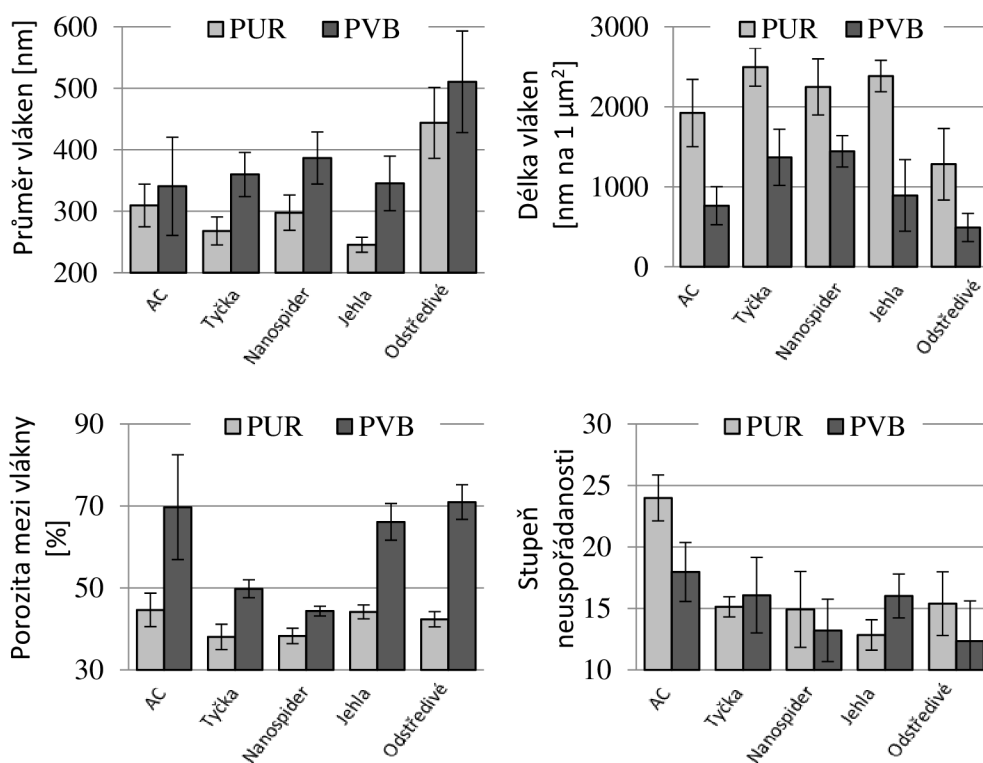 Průměr vláken [nm]
600
500
400
300
200
PUR PVB
AC
Tyčka
Nanospider
Jehla
Odstředivé
Délka vláken
[nm na 1 µm²]
3000
2000
1000
0
PUR PVB
AC
Tyčka
Nanospider
Jehla
Odstředivé
Porozita mezi vlákny
[%]
90
70
50
30
PUR PVB
AC
Tyčka
Nanospider
Jehla
Odstředivé
Stupeň
neuspořádanosti
30
25
20
15
10
PUR PVB
AC
Tyčka
Nanospider
Jehla
Odstředivé